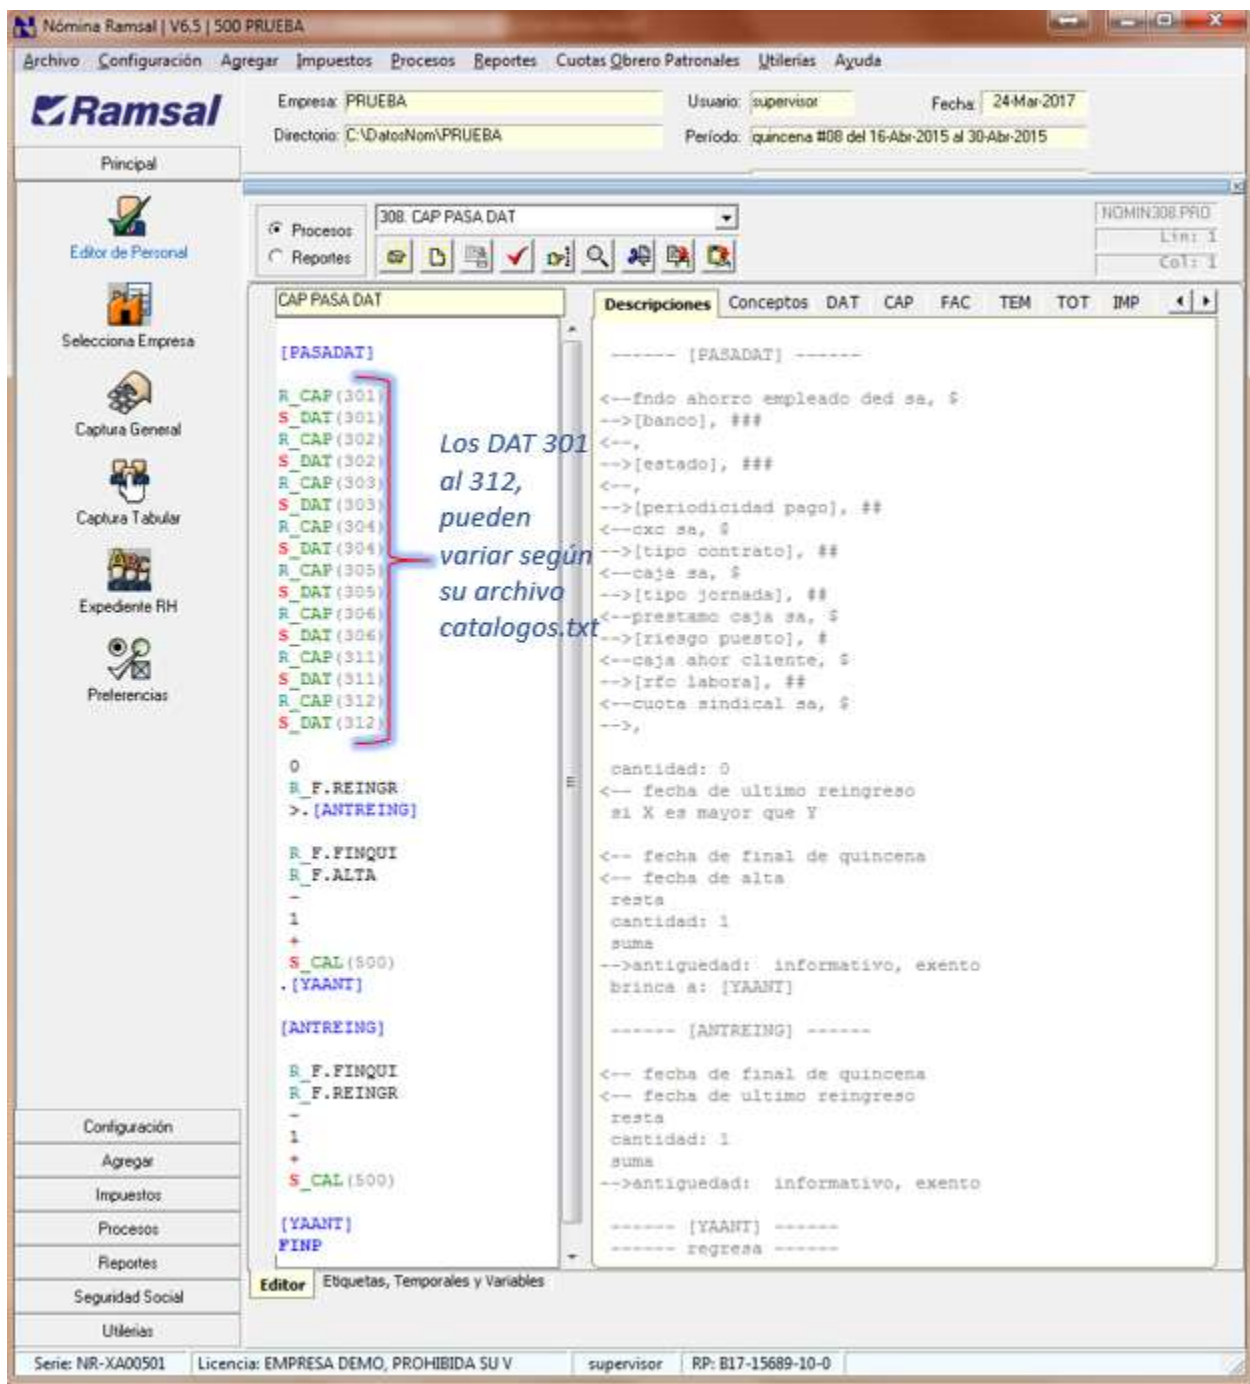 Nómina Ramsal | V6.5 | 500 PRUEBA
Archivo Configuración Agregar Impuestos Procesos Reportes Cuotas Obrero Patronales Utilerias Ayuda
Ramsal
Empresa: PRUEBA
Usuario: supervisor
Fecha: 24-Mar-2017
Directorio: C:\DatosNom\PRUEBA
Período: quincena #08 del 16-Abr-2015 al 30-Abr-2015
Principal
Editor de Personal
Selecciona Empresa
Captura General
Captura Tabular
Expediente RH
Preferencias
Configuración
Agregar
Impuestos
Procesos
Reportes
Seguridad Social
Utilerias
Procesos
Reportes
308. CAP PASA DAT
NOMIN308.PRO
Lin: 1
Col: 1
CAP PASA DAT
[PASADAT]
R_CAP(301)
S_DAT(301)
R_CAP(302)
S_DAT(302)
R_CAP(303)
S_DAT(303)
R_CAP(304)
S_DAT(304)
R_CAP(305)
S_DAT(305)
R_CAP(306)
S_DAT(306)
R_CAP(311)
S_DAT(311)
R_CAP(312)
S_DAT(312)
0
R_F.REINGR
>.[ANTREING]
R_F.FINQUI
R_F.ALTA
-
1
+
S_CAL(500)
.[YAANT]
[ANTREING]
R_F.FINQUI
R_F.REINGR
-
1
+
S_CAL(500)
[YAANT]
FINP
Los DAT 301
al 312,
pueden
variar según
su archivo
catalogos.txt
Descripciones Conceptos DAT CAP FAC TEM TOT IMP
------ [PASADAT] ------
<--fndo ahorro empleado ded sa, $
-->[banco], ###
<--,
-->[estado], ###
<--,
-->[periodicidad pago], ##
<--cxc sa, $
-->[tipo contrato], ##
<--caja sa, $
-->[tipo jornada], ##
<--prestamo caja sa, $
-->[riesgo puesto], #
<--caja ahor cliente, $
-->[rfc labora], ##
<--cuota sindical sa, $
-->,
cantidad: 0
<-- fecha de ultimo reingreso
si X es mayor que Y
<-- fecha de final de quincena
<-- fecha de alta
resta
cantidad: 1
suma
-->antiguedad: informativo, exento
brinca a: [YAANT]
------ [ANTREING] ------
<-- fecha de final de quincena
<-- fecha de ultimo reingreso
resta
cantidad: 1
suma
-->antiguedad: informativo, exento
------ [YAANT] ------
------ regresa ------
Editor Etiquetas, Temporales y Variables
Serie: NR-XA00501 Licencia: EMPRESA DEMO, PROHIBIDA SU V supervisor RP: B17-15689-10-0